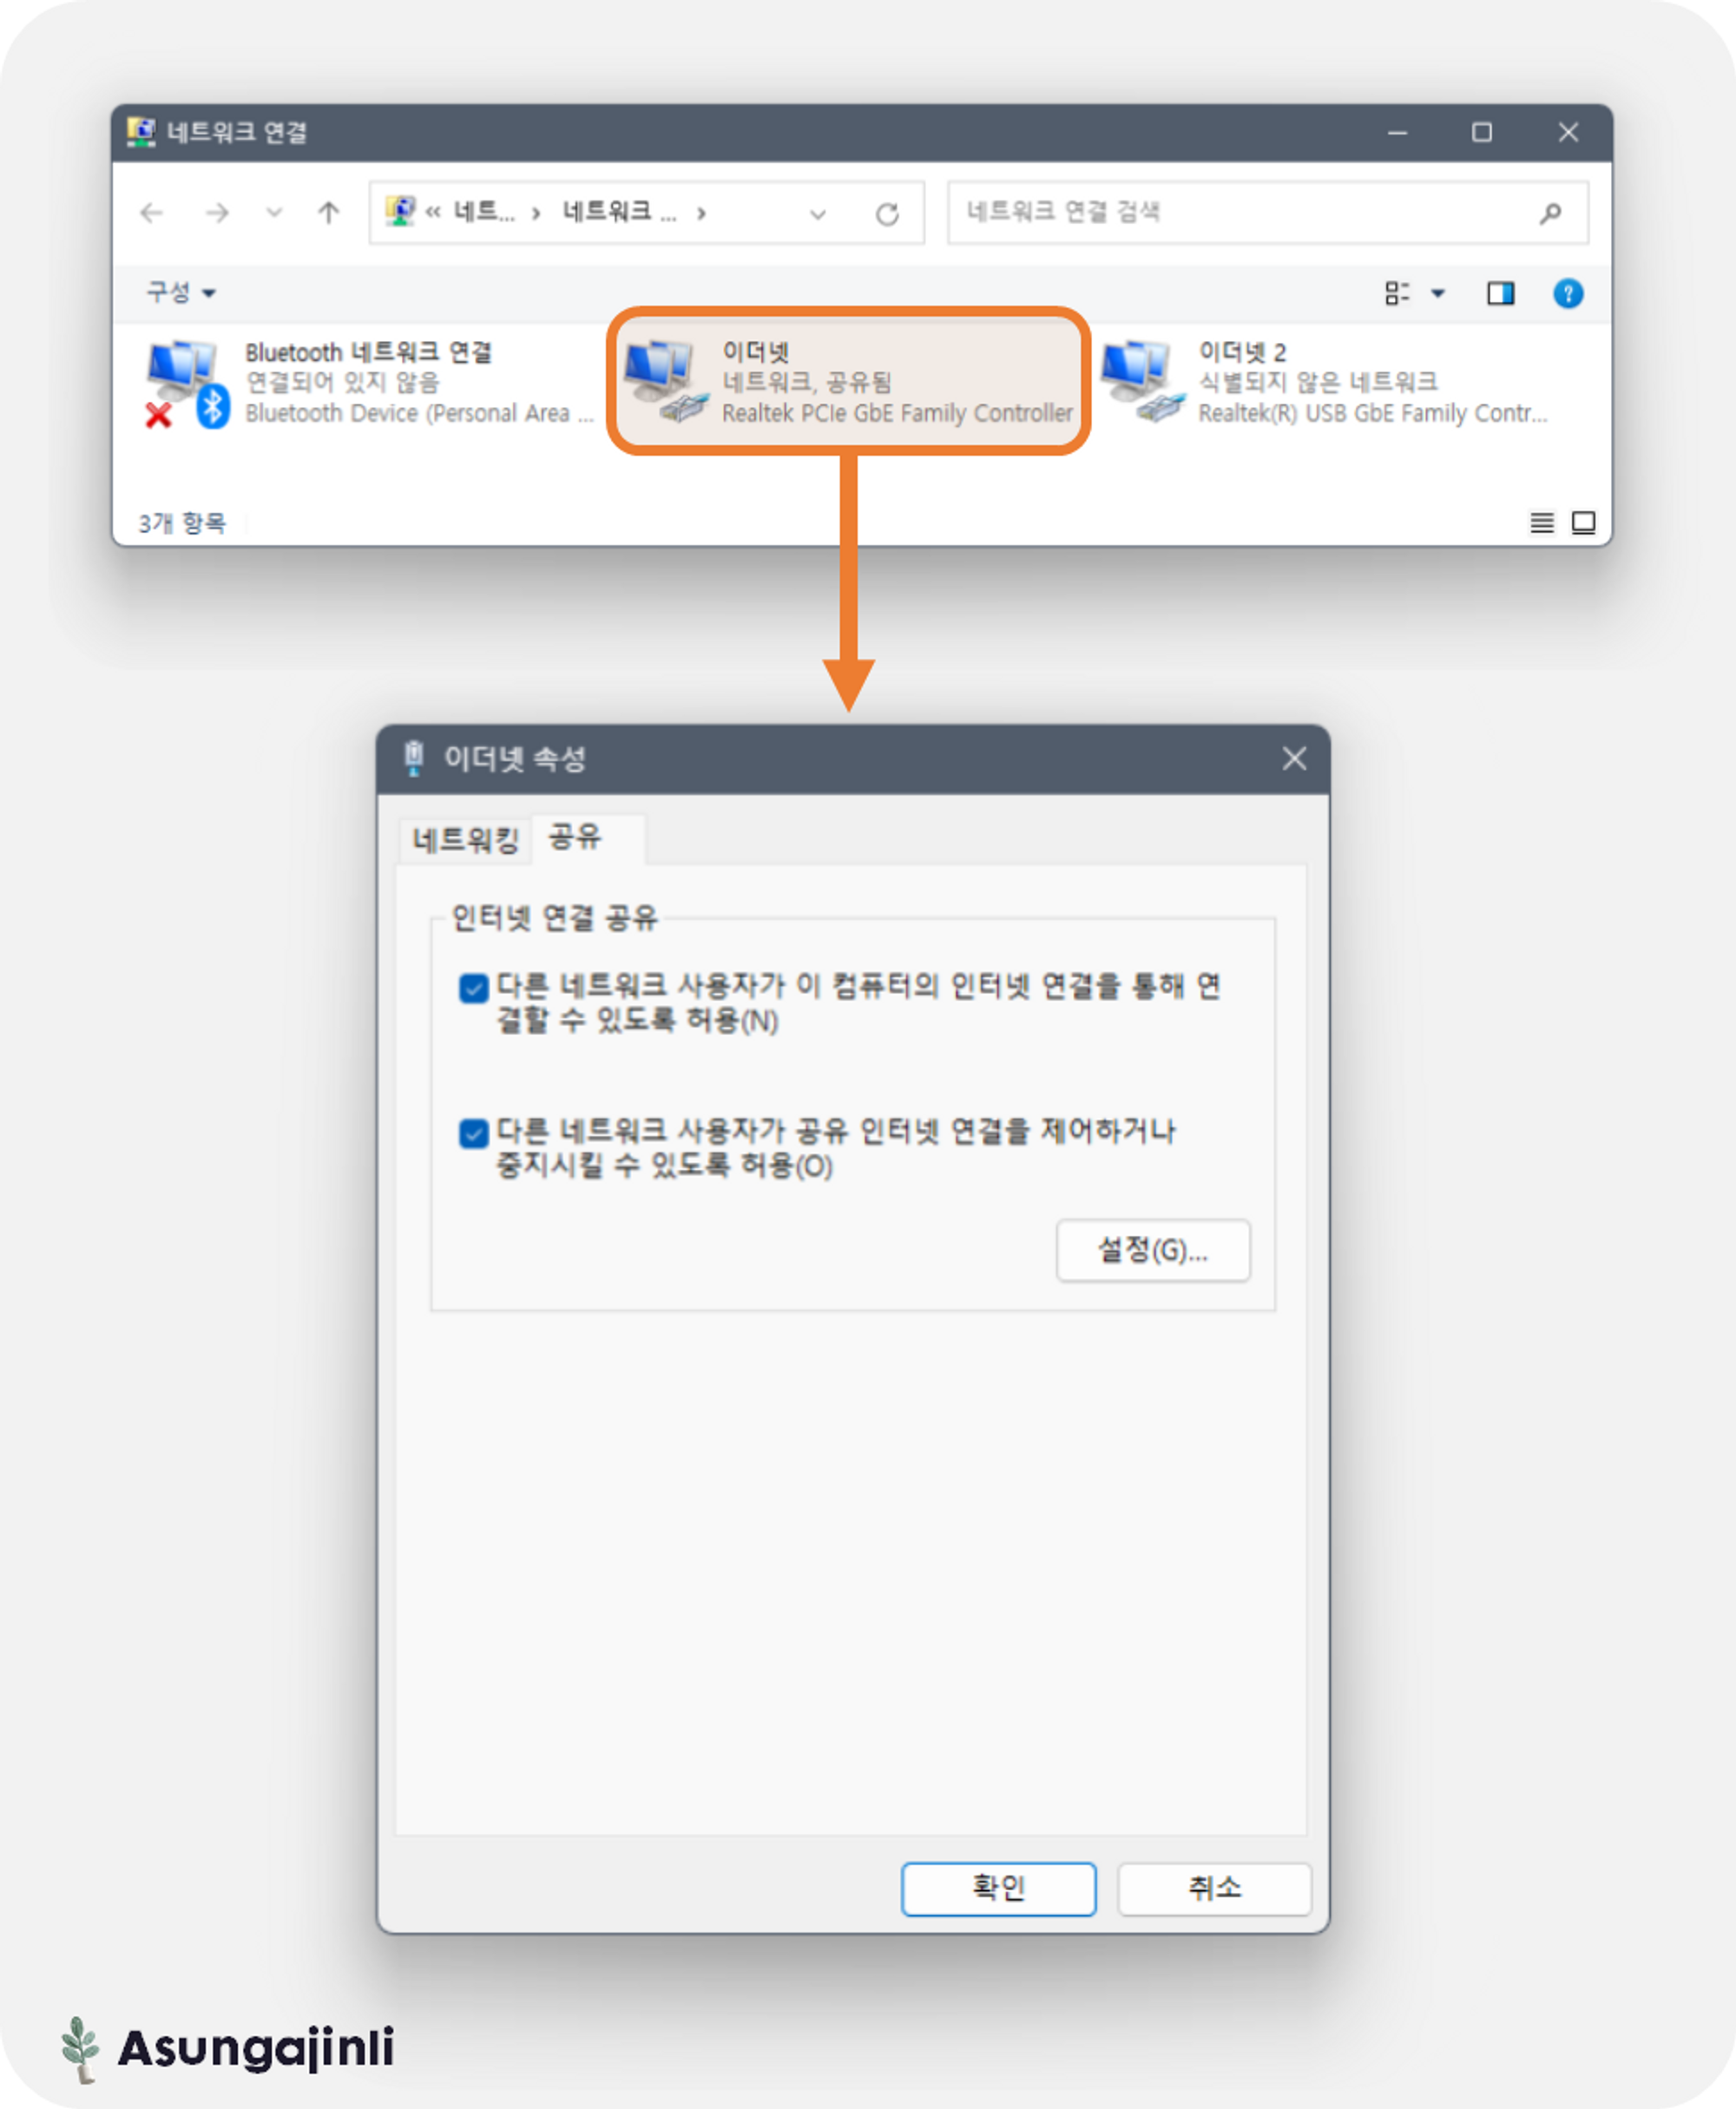 네트워크 연결
« 네트... › 네트워크 ... ›
네트워크 연결 검색
구성
Bluetooth 네트워크 연결
연결되어 있지 않음
Bluetooth Device (Personal Area ...
이더넷
네트워크, 공유됨
Realtek PCIe GbE Family Controller
이더넷 2
식별되지 않은 네트워크
Realtek(R) USB GbE Family Contr...
3개 항목
이더넷 속성
네트워킹
공유
인터넷 연결 공유
다른 네트워크 사용자가 이 컴퓨터의 인터넷 연결을 통해 연
결할 수 있도록 허용(N)
다른 네트워크 사용자가 공유 인터넷 연결을 제어하거나
중지시킬 수 있도록 허용(O)
설정(G)...
확인
취소
Asungajinli